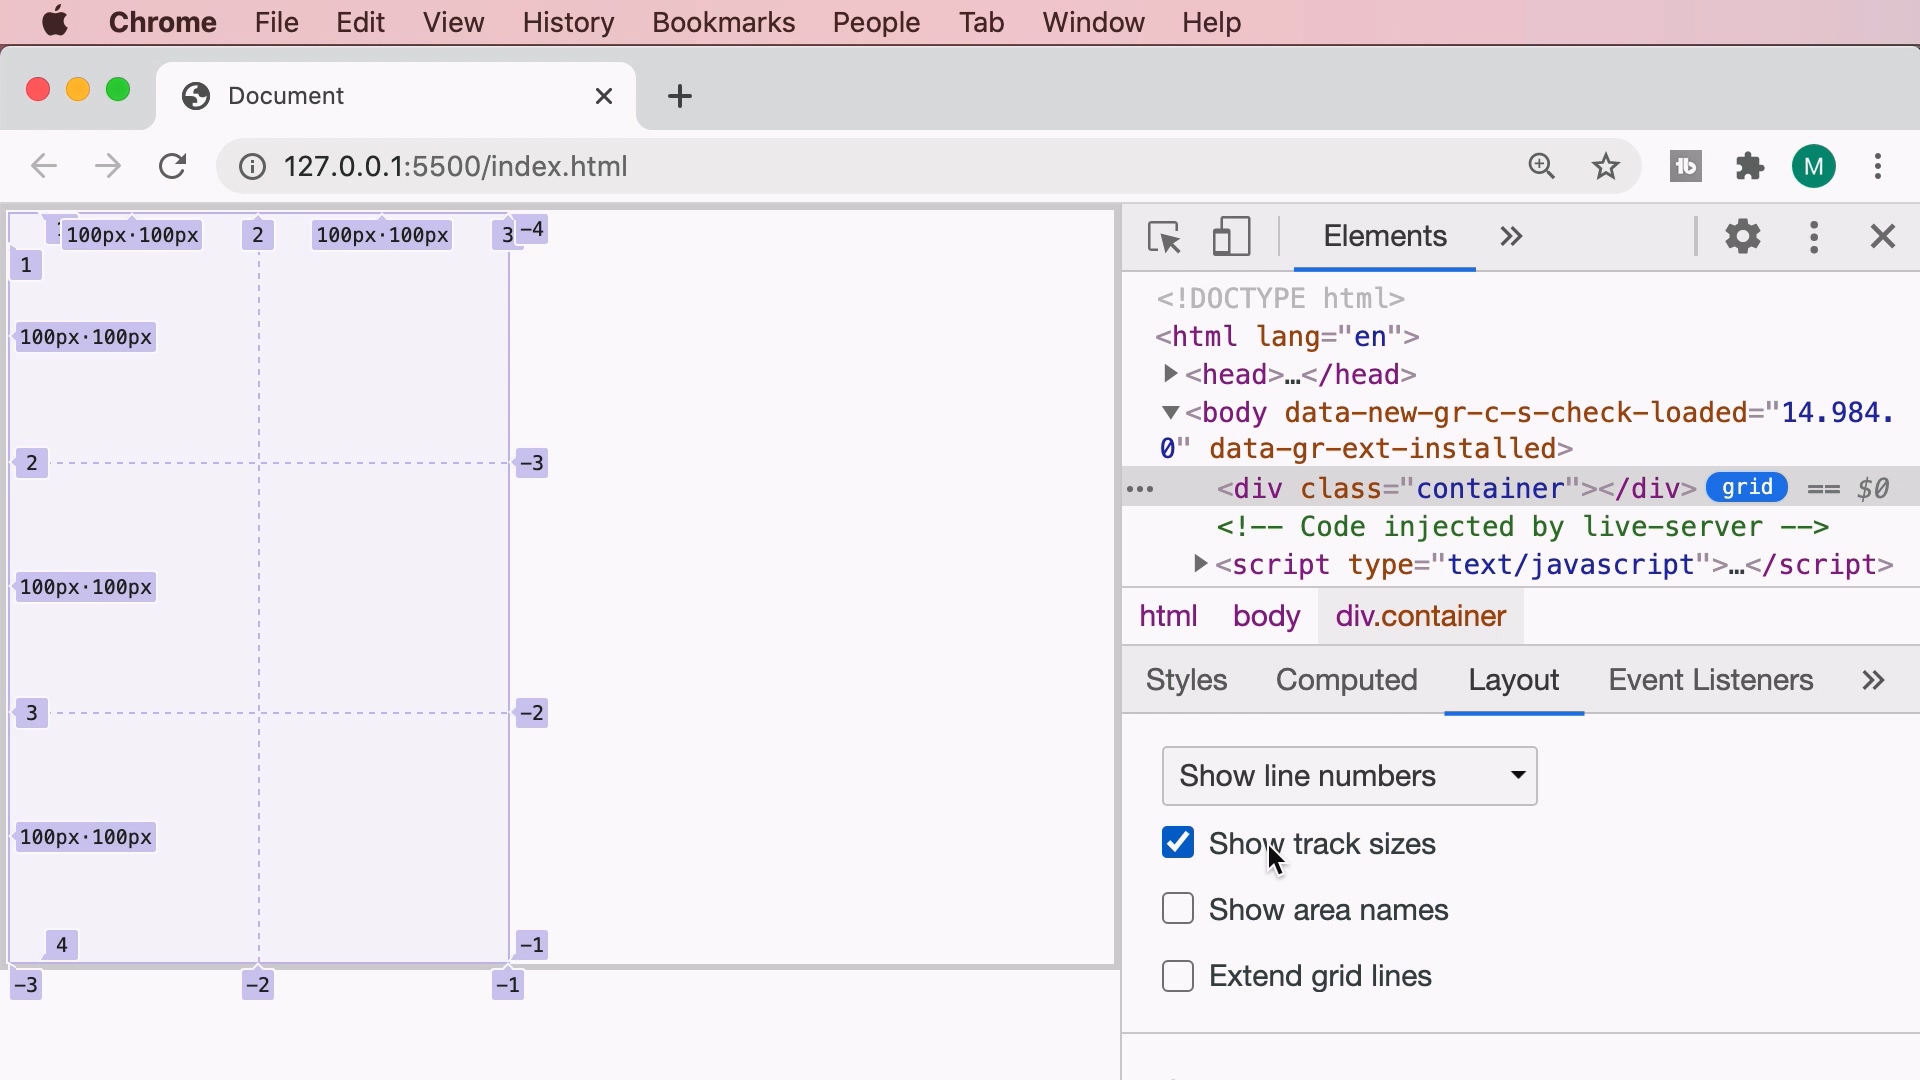 Chrome File Edit View History Bookmarks People Tab Window Help
Document
127.0.0.1:5500/index.html
M
100px·100px 2 100px·100px 3 -4
1
100px·100px
2 -3
100px·100px
3 -2
100px·100px
4 -1
-3 -2 -1
Elements
<!DOCTYPE html>
<html lang="en">
<head>…</head>
<body data-new-gr-c-s-check-loaded="14.984.
0" data-gr-ext-installed>
<div class="container"></div> grid == $0
<!-- Code injected by live-server -->
<script type="text/javascript">…</script>
html body div.container
Styles Computed Layout Event Listeners
Show line numbers
Show track sizes
Show area names
Extend grid lines